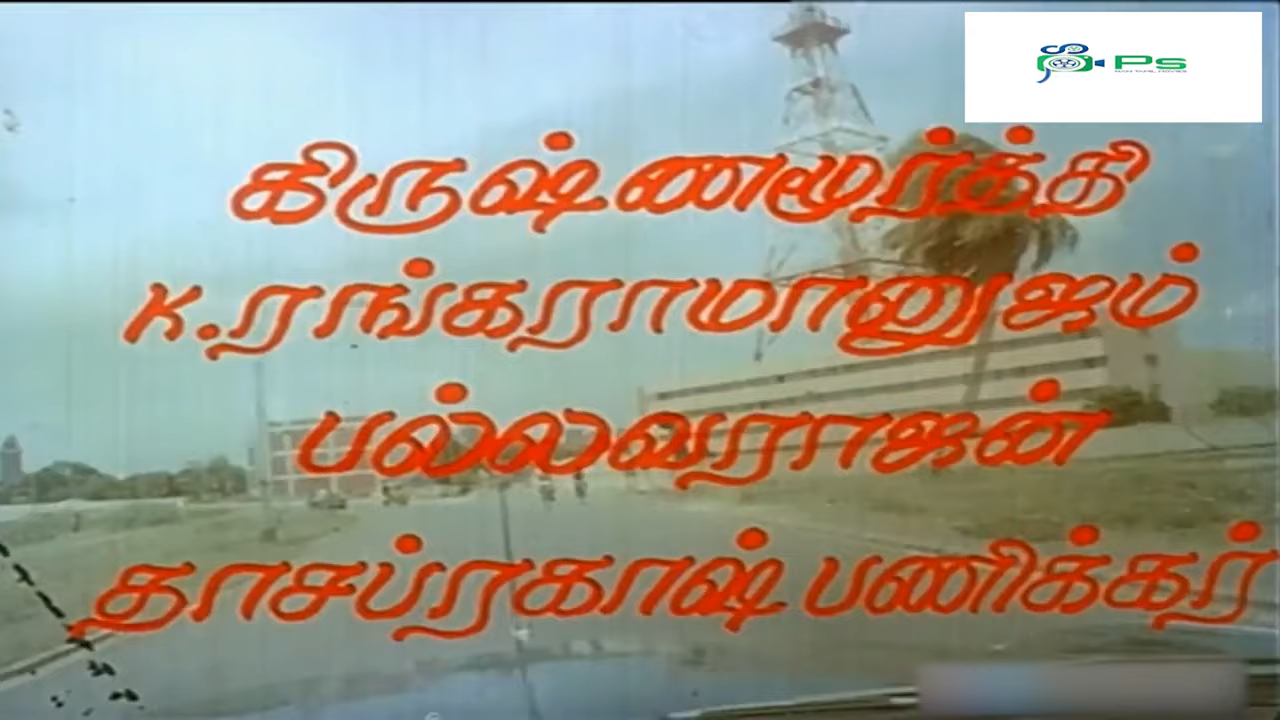 Ps
கிருஷ்ணமூர்த்தி
K.ரங்கராமானுஜம்
பல்லவராஜன்
தாசப்ரகாஷ் பணிக்கர்